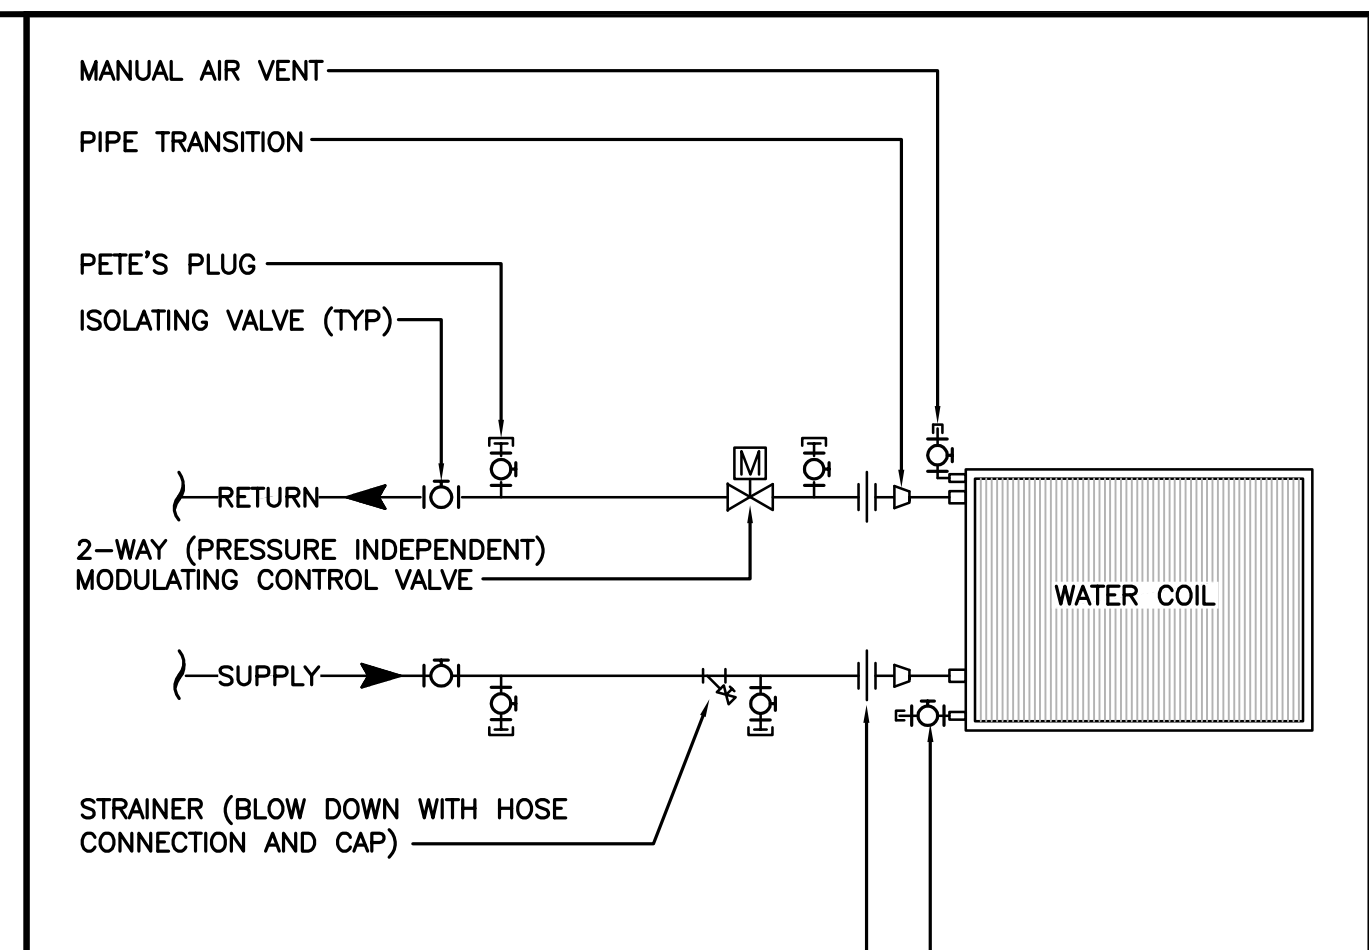 MANUAL AIR VENT
PIPE TRANSITION
PETE'S PLUG
ISOLATING VALVE (TYP)
M
RETURN
2-WAY (PRESSURE INDEPENDENT)
MODULATING CONTROL VALVE
WATER COIL
SUPPLY
STRAINER (BLOW DOWN WITH HOSE
CONNECTION AND CAP)